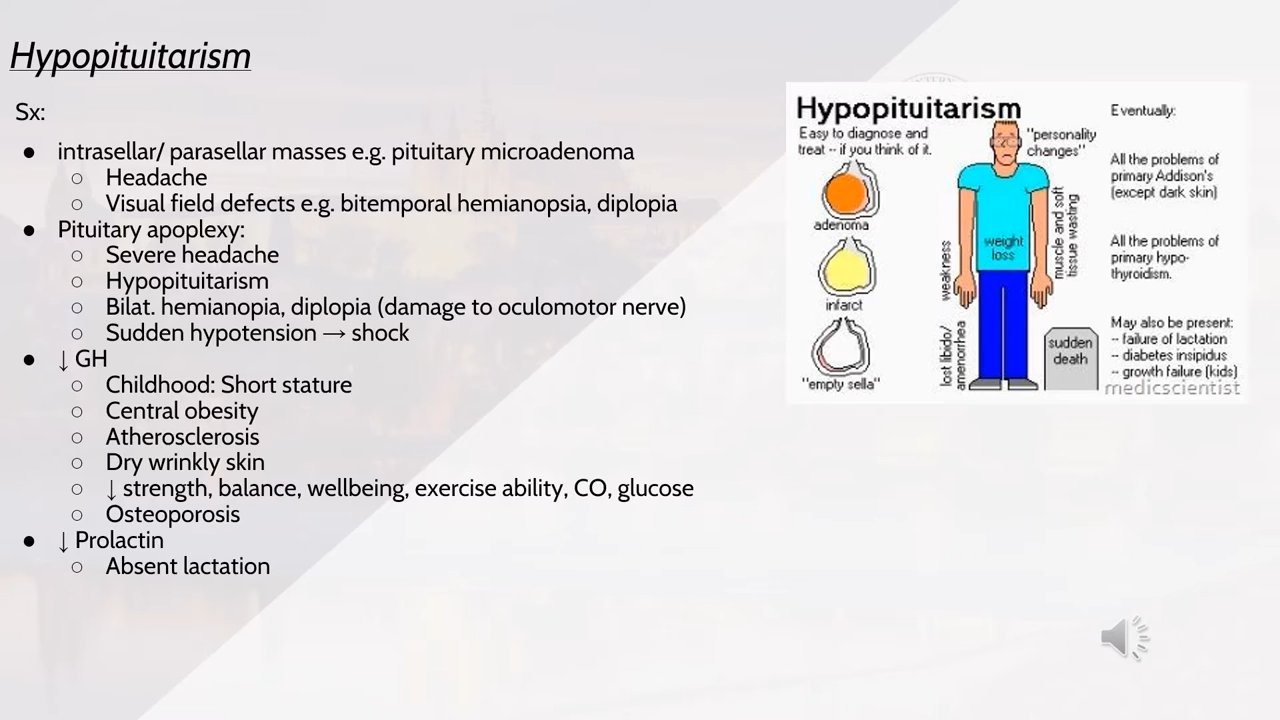 Hypopituitarism
Sx:
● intrasellar/ parasellar masses e.g. pituitary microadenoma
○ Headache
○ Visual field defects e.g. bitemporal hemianopsia, diplopia
● Pituitary apoplexy:
○ Severe headache
○ Hypopituitarism
○ Bilat. hemianopia, diplopia (damage to oculomotor nerve)
○ Sudden hypotension → shock
● ↓ GH
○ Childhood: Short stature
○ Central obesity
○ Atherosclerosis
○ Dry wrinkly skin
○ ↓ strength, balance, wellbeing, exercise ability, CO, glucose
○ Osteoporosis
● ↓ Prolactin
○ Absent lactation
Hypopituitarism
Easy to diagnose and
treat -- if you think of it.
adenoma
infarct
"empty sella"
"personality
changes"
weight
loss
weakness
muscle and soft
tissue wasting
lost libido/
amenorrhea
sudden
death
Eventually:
All the problems of
primary Addison's
(except dark skin)
All the problems of
primary hypo-
thyroidism.
May also be present:
-- failure of lactation
-- diabetes insipidus
-- growth failure (kids)
medicscientist